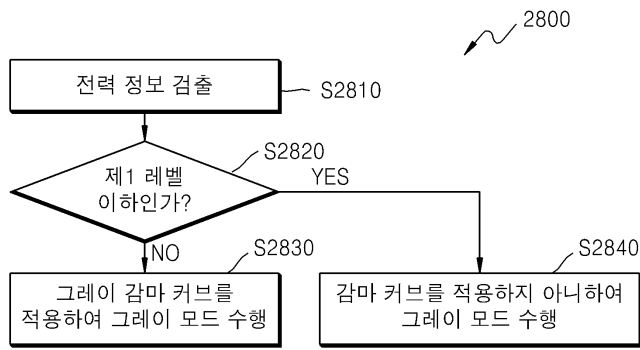 2800
전력 정보 검출
S2810
S2820
제1 레벨
이하인가?
YES
NO
S2830
그레이 감마 커브를
적용하여 그레이 모드 수행
S2840
감마 커브를 적용하지 아니하여
그레이 모드 수행